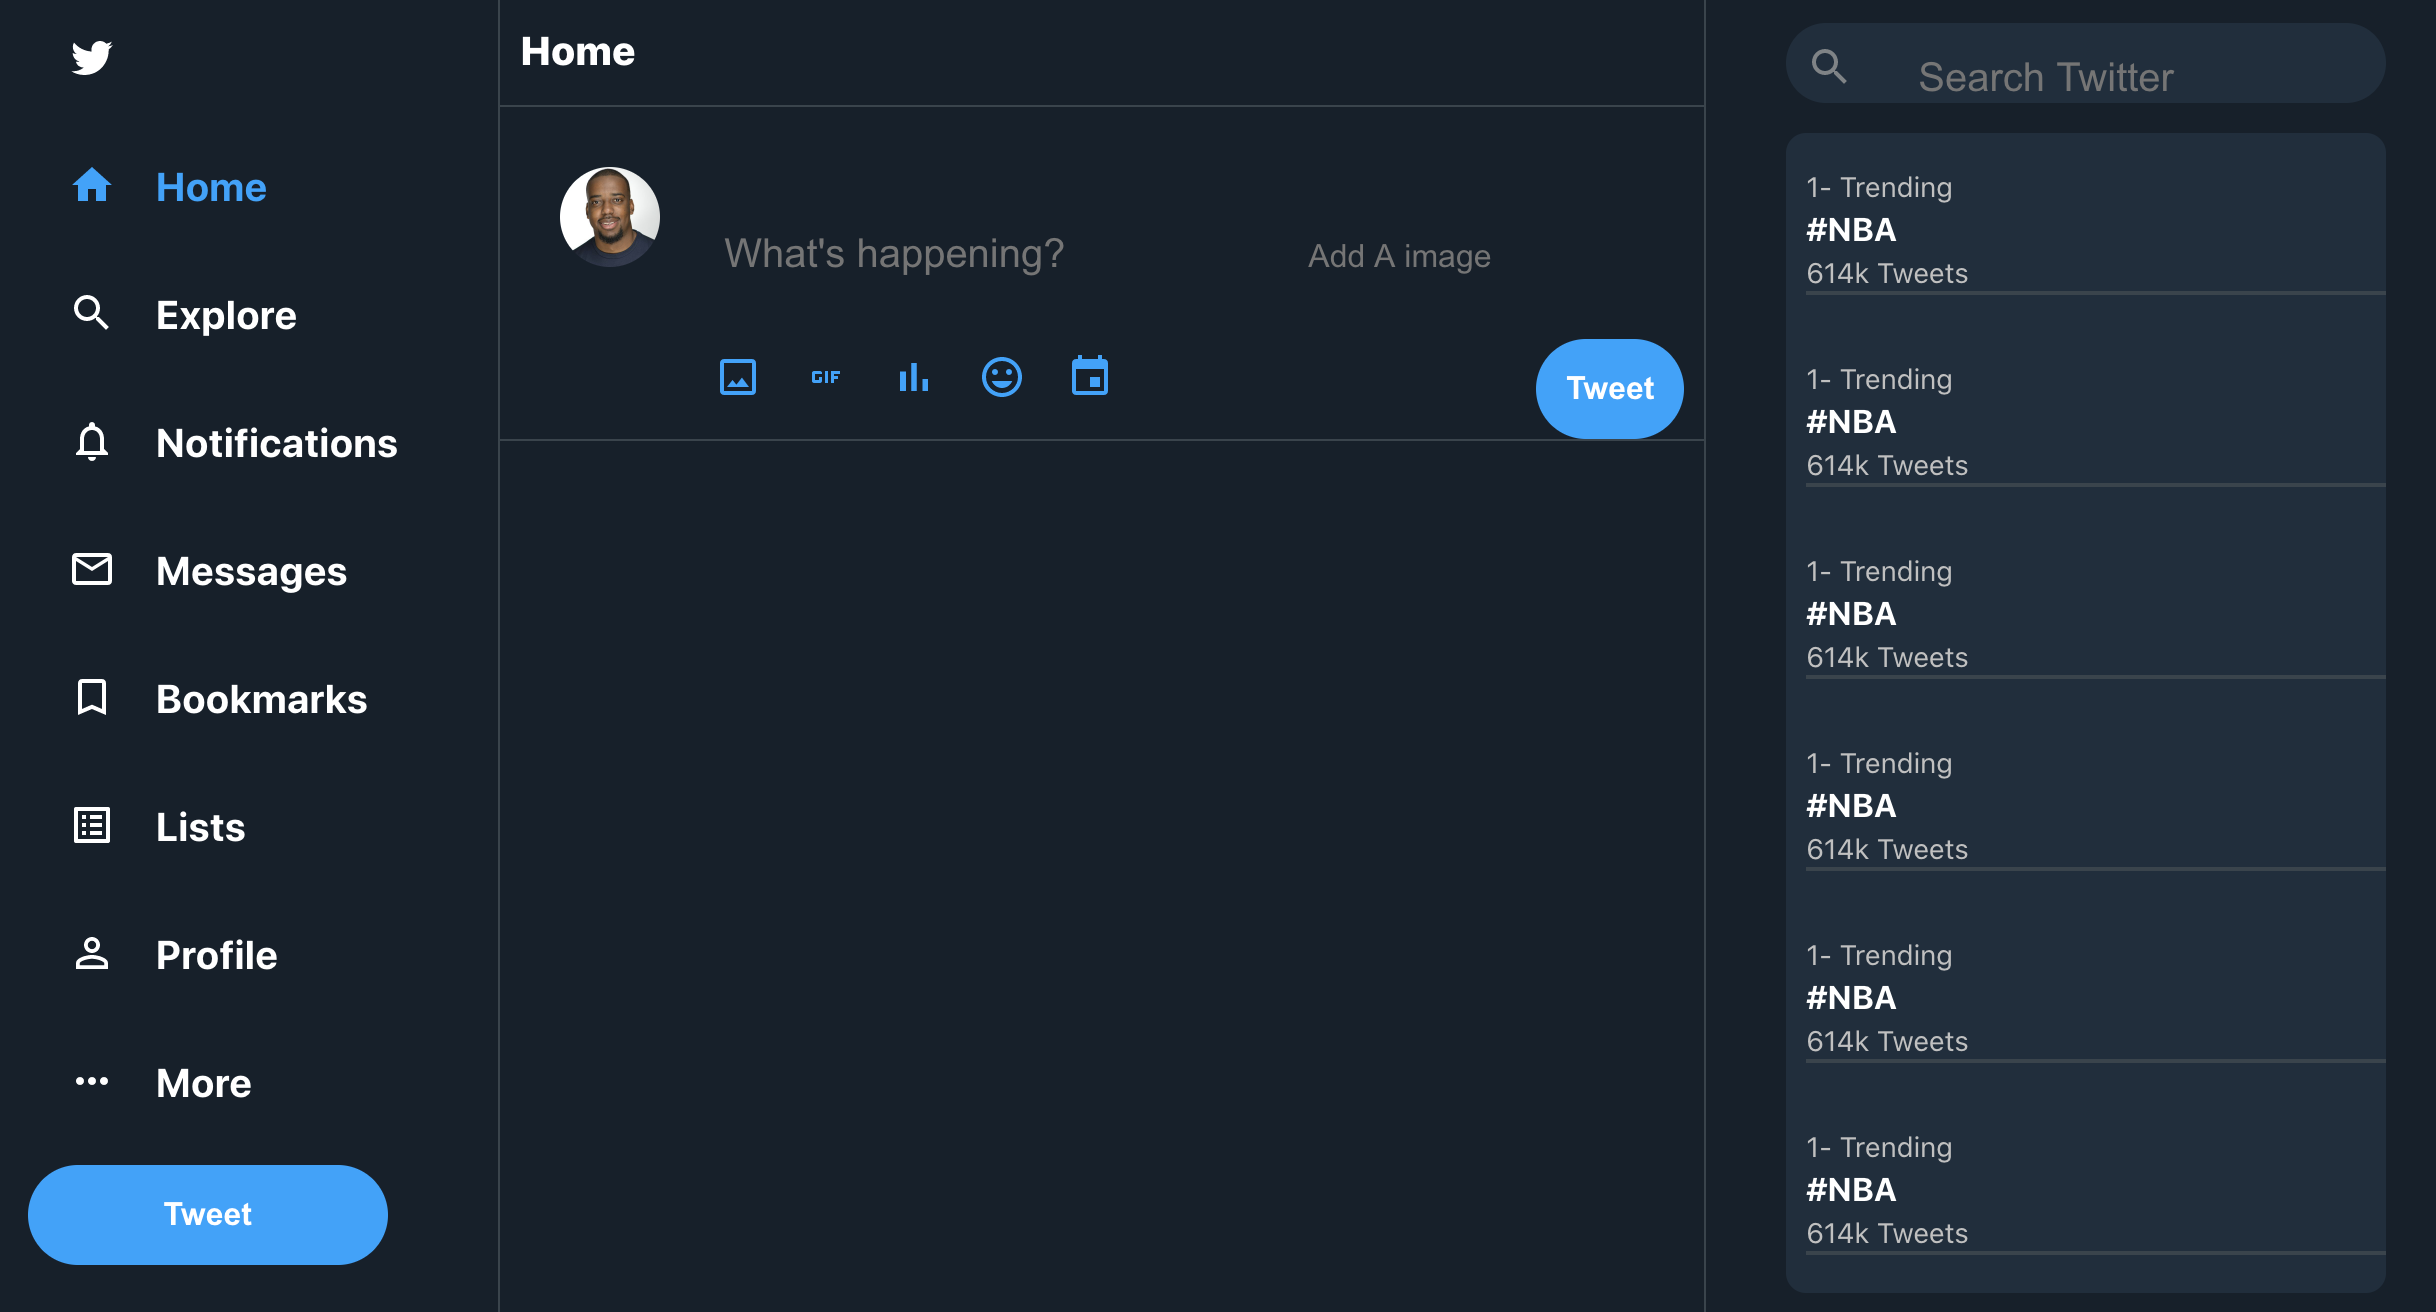 Home
Explore
Notifications
Messages
Bookmarks
Lists
Profile
More
Tweet
Home
What's happening?
Add A image
GIF
Tweet
Search Twitter
1- Trending
#NBA
614k Tweets
1- Trending
#NBA
614k Tweets
1- Trending
#NBA
614k Tweets
1- Trending
#NBA
614k Tweets
1- Trending
#NBA
614k Tweets
1- Trending
#NBA
614k Tweets